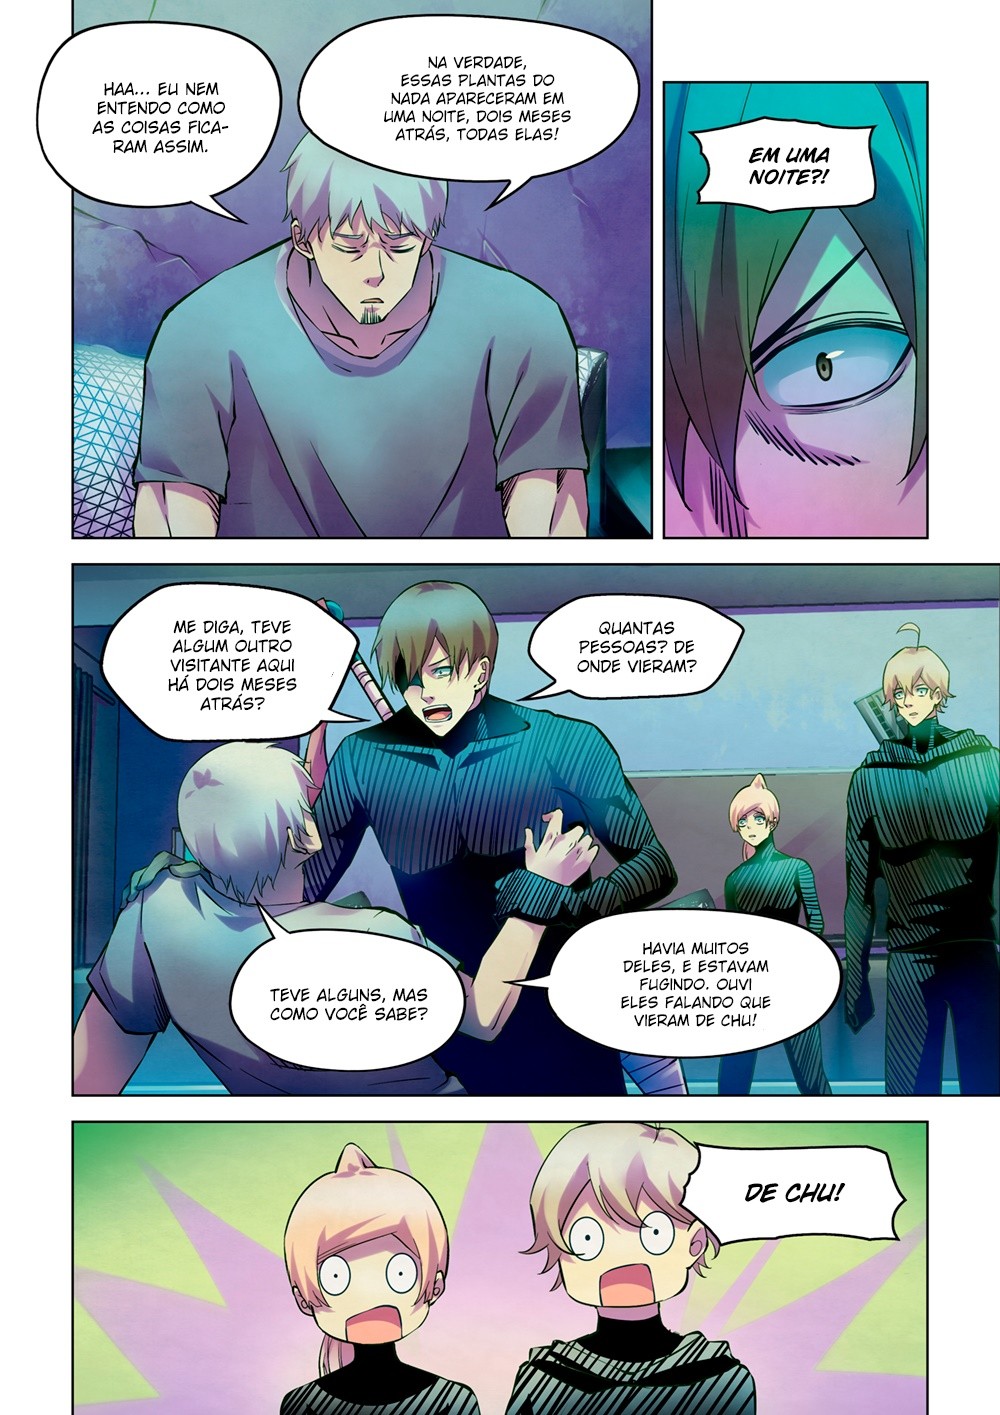 HAA... EU NEM
ENTENDO COMO
AS COISAS FICA-
RAM ASSIM.
NA VERDADE,
ESSAS PLANTAS DO
NADA APARECERAM EM
UMA NOITE, DOIS MESES
ATRÁS, TODAS ELAS!
EM UMA
NOITE?!
ME DIGA, TEVE
ALGUM OUTRO
VISITANTE AQUI
HÁ DOIS MESES
ATRÁS?
QUANTAS
PESSOAS? DE
ONDE VIERAM?
TEVE ALGUNS, MAS
COMO VOCÊ SABE?
HAVIA MUITOS
DELES, E ESTAVAM
FUGINDO. OUVI
ELES FALANDO QUE
VIERAM DE CHU!
DE CHU!